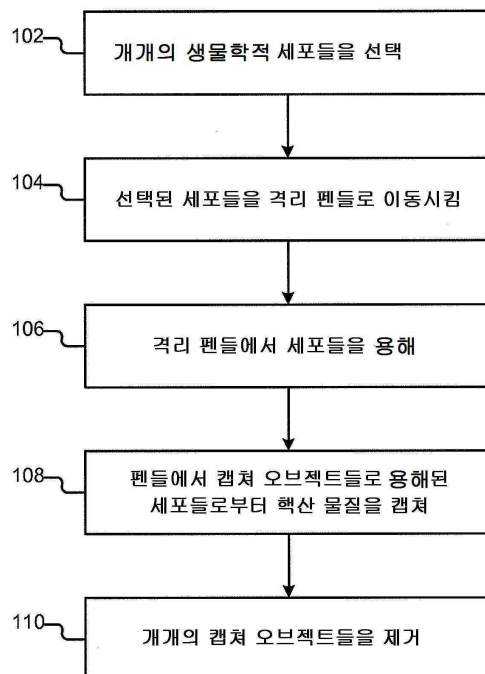 102
개개의 생물학적 세포들을 선택
104
선택된 세포들을 격리 펜들로 이동시킴
106
격리 펜들에서 세포들을 용해
108
펜들에서 캡쳐 오브젝트들로 용해된
세포들로부터 핵산 물질을 캡쳐
110
개개의 캡쳐 오브젝트들을 제거